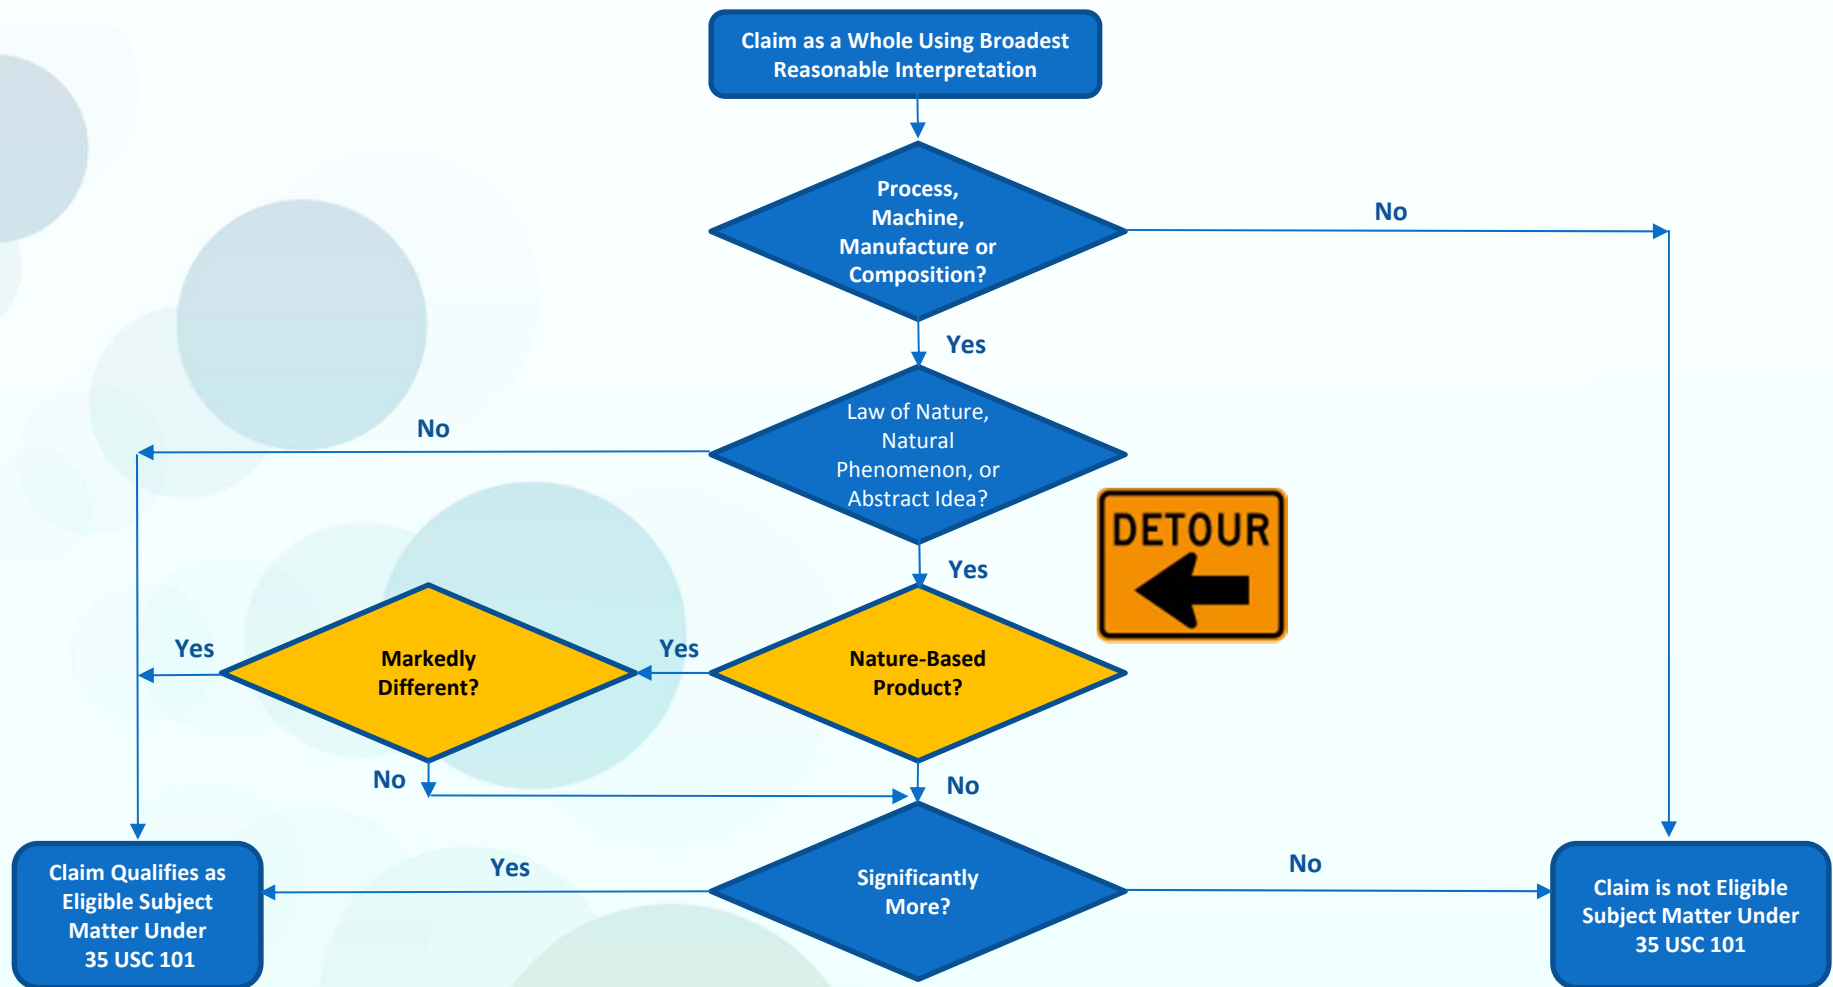 Claim as a Whole Using Broadest
Reasonable Interpretation
Process,
Machine,
Manufacture or
Composition?
No
Yes
Law of Nature,
Natural
Phenomenon, or
Abstract Idea?
No
DETOUR
Yes
Nature-Based
Product?
Yes
Markedly
Different?
Yes
No
No
Significantly
More?
Yes
No
Claim Qualifies as
Eligible Subject
Matter Under
35 USC 101
Claim is not Eligible
Subject Matter Under
35 USC 101